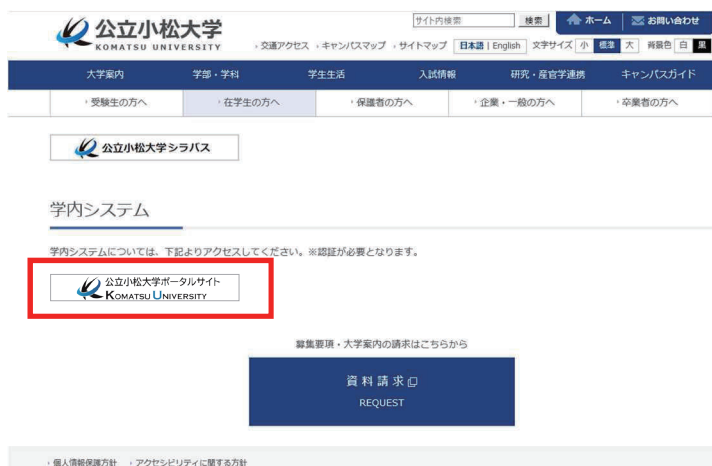 公立小松大学
KOMATSU UNIVERSITY
サイト内検索 検索 ホーム お問い合わせ
交通アクセス キャンパスマップ サイトマップ 日本語 | English 文字サイズ 小 標準 大 背景色 白 黒
大学案内 学部・学科 学生生活 入試情報 研究・産官学連携 キャンパスガイド
受験生の方へ 在学生の方へ 保護者の方へ 企業・一般の方へ 卒業者の方へ
公立小松大学シラバス
学内システム
学内システムについては、下記よりアクセスしてください。※認証が必要となります。
公立小松大学ポータルサイト
KOMATSU UNIVERSITY
募集要項・大学案内の請求はこちらから
資料請求
REQUEST
個人情報保護方針 アクセシビリティに関する方針